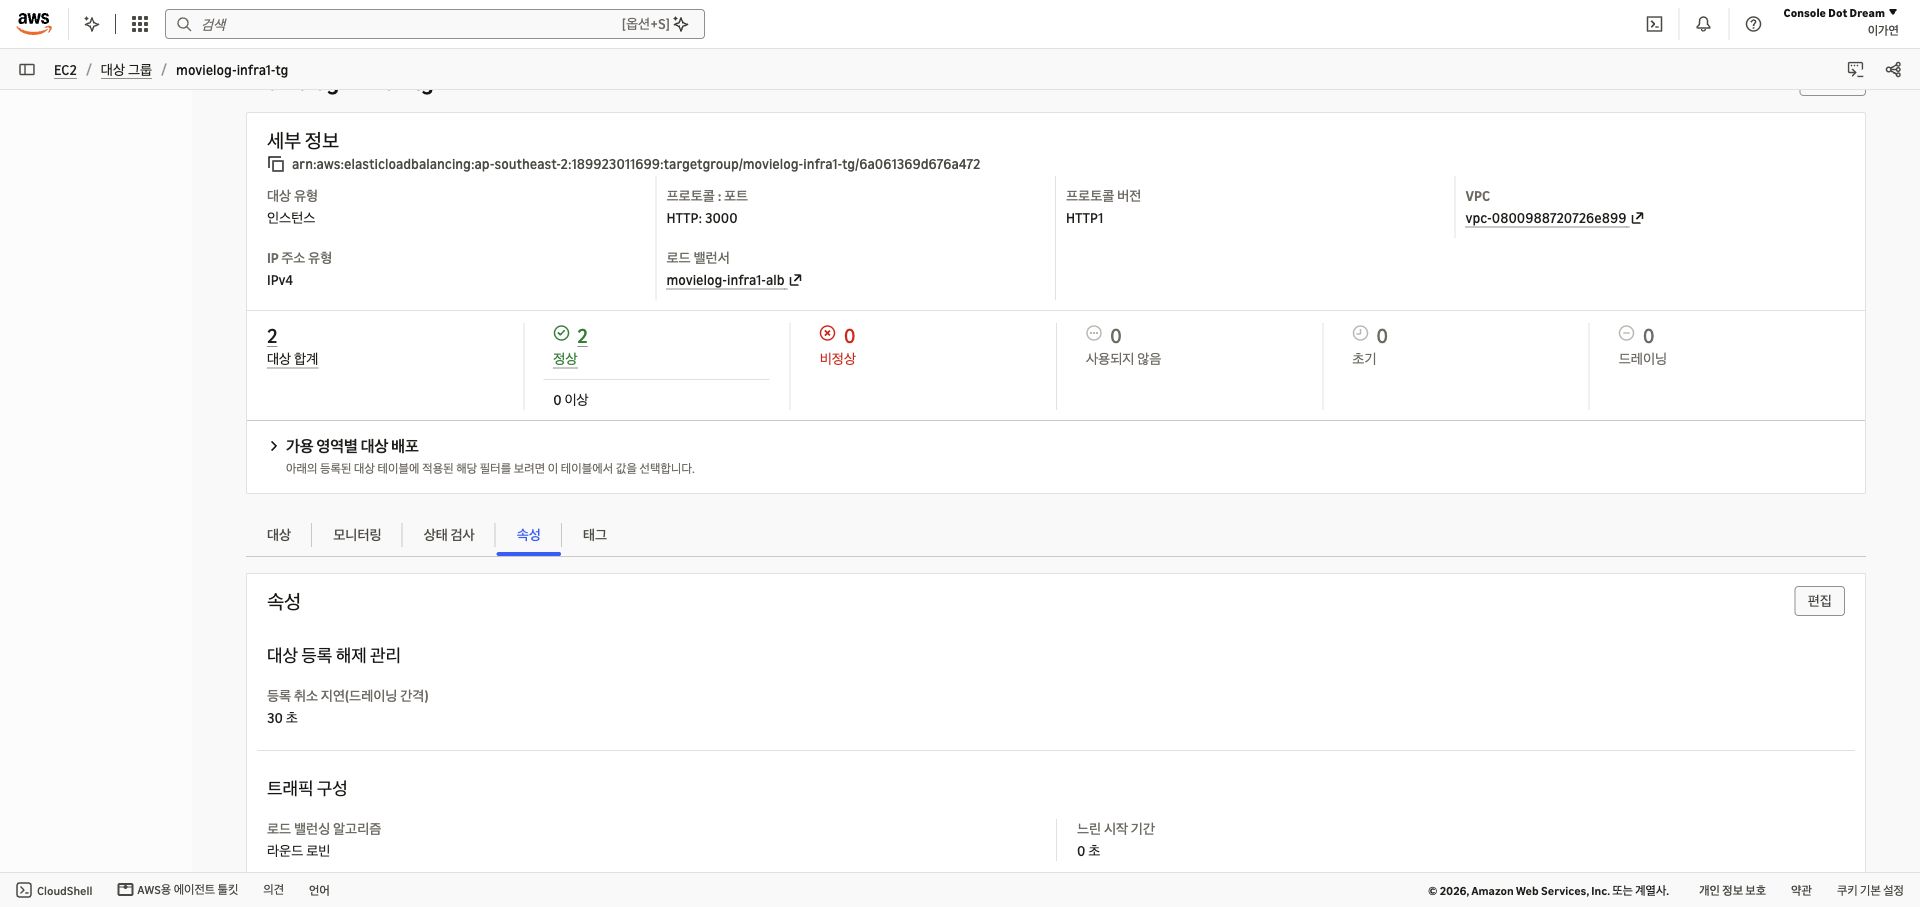 aws
검색
[옵션+S]
Console Dot Dream
이가연
EC2 / 대상 그룹 / movielog-infra1-tg
세부 정보
arn:aws:elasticloadbalancing:ap-southeast-2:189923011699:targetgroup/movielog-infra1-tg/6a061369d676a472
대상 유형
인스턴스
프로토콜 : 포트
HTTP: 3000
프로토콜 버전
HTTP1
VPC
vpc-0800988720726e899
IP 주소 유형
IPv4
로드 밸런서
movielog-infra1-alb
2
대상 합계
2
정상
0 이상
0
비정상
0
사용되지 않음
0
초기
0
드레이닝
가용 영역별 대상 배포
아래의 등록된 대상 테이블에 적용된 해당 필터를 보려면 이 테이블에서 값을 선택합니다.
대상
모니터링
상태 검사
속성
태그
속성
편집
대상 등록 해제 관리
등록 취소 지연(드레이닝 간격)
30 초
트래픽 구성
로드 밸런싱 알고리즘
라운드 로빈
느린 시작 기간
0 초
CloudShell
AWS용 에이전트 툴킷
의견
언어
© 2026, Amazon Web Services, Inc. 또는 계열사.
개인 정보 보호
약관
쿠키 기본 설정